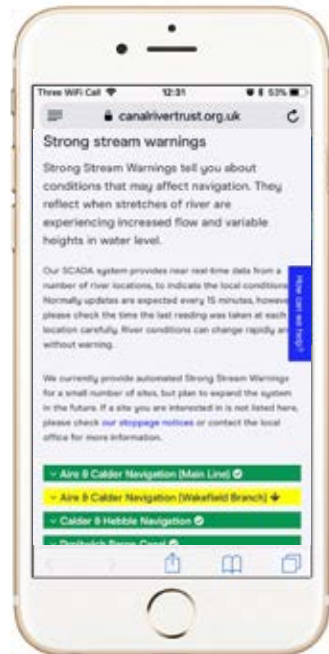 Three WiFi Call 12:31 53%
canalrivertrust.org.uk
Strong stream warnings
Strong Stream Warnings tell you about
conditions that may affect navigation. They
reflect when stretches of river are
experiencing increased flow and variable
heights in water level.
Our SCADA system provides near real-time data from a
number of river locations, to indicate the local conditions
Normally updates are expected every 15 minutes, however
please check the time the last reading was taken at each
location carefully. River conditions can change rapidly an
without warning.
How can we help?
We currently provide automated Strong Stream Warnings
for a small number of sites, but plan to expand the system
in the future. If a site you are interested in is not listed here,
please check our stoppage notices or contact the local
office for more information.
Aire & Calder Navigation (Main Line)
Aire & Calder Navigation (Wakefield Branch)
Calder & Hebble Navigation
Droitwich Barge Canal